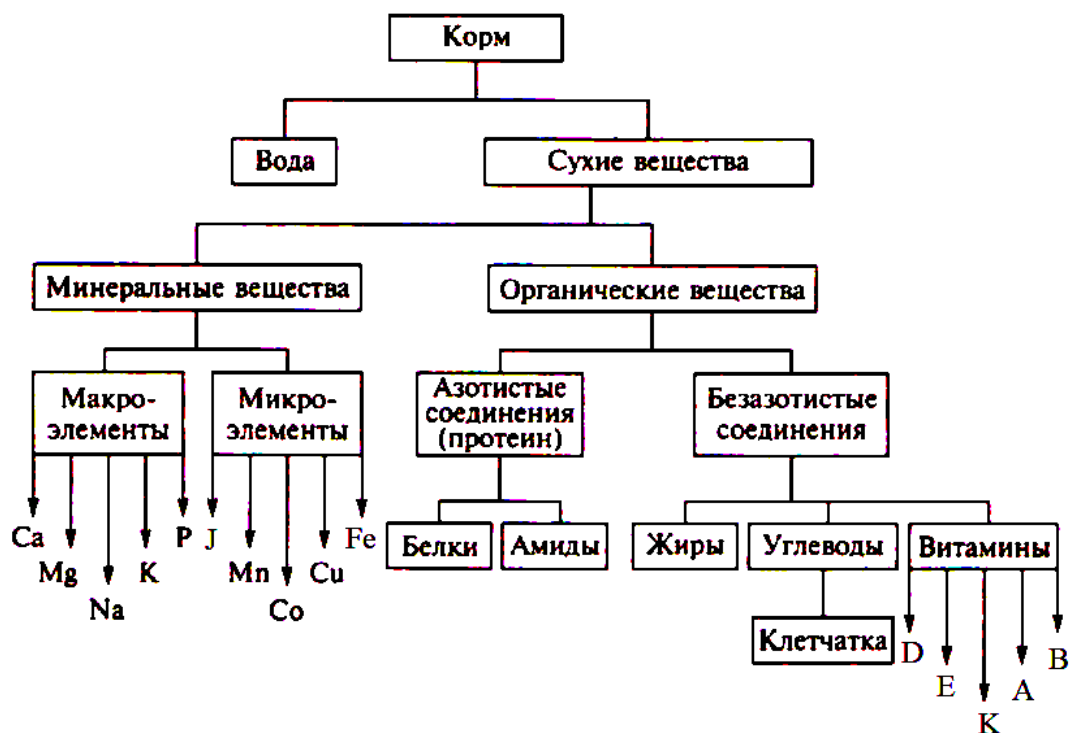 Корм
Вода
Сухие вещества
Минеральные вещества
Органические вещества
Макро-
элементы
Микро-
элементы
Азотистые
соединения
(протеин)
Безазотистые
соединения
Ca
Mg
Na
K
P
J
Mn
Co
Cu
Fe
Белки
Амиды
Жиры
Углеводы
Витамины
Клетчатка
D
E
K
A
B